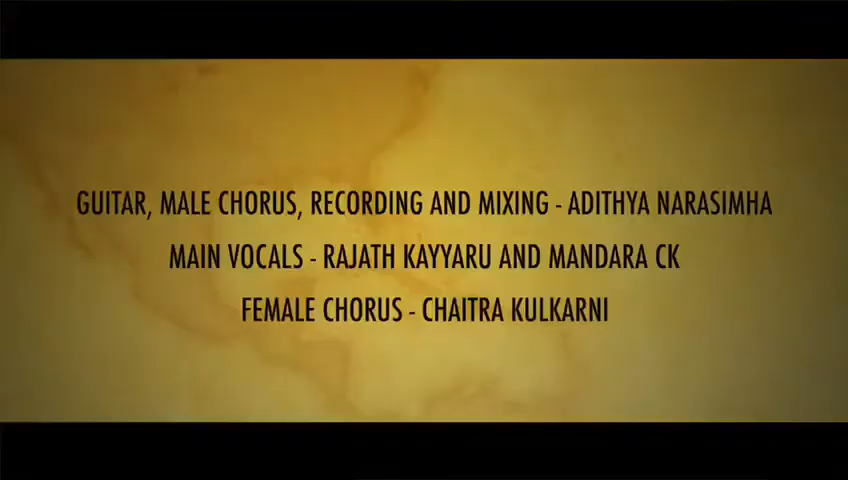 GUITAR, MALE CHORUS, RECORDING AND MIXING - ADITHYA NARASIMHA
MAIN VOCALS - RAJATH KAYYARU AND MANDARA CK
FEMALE CHORUS - CHAITRA KULKARNI